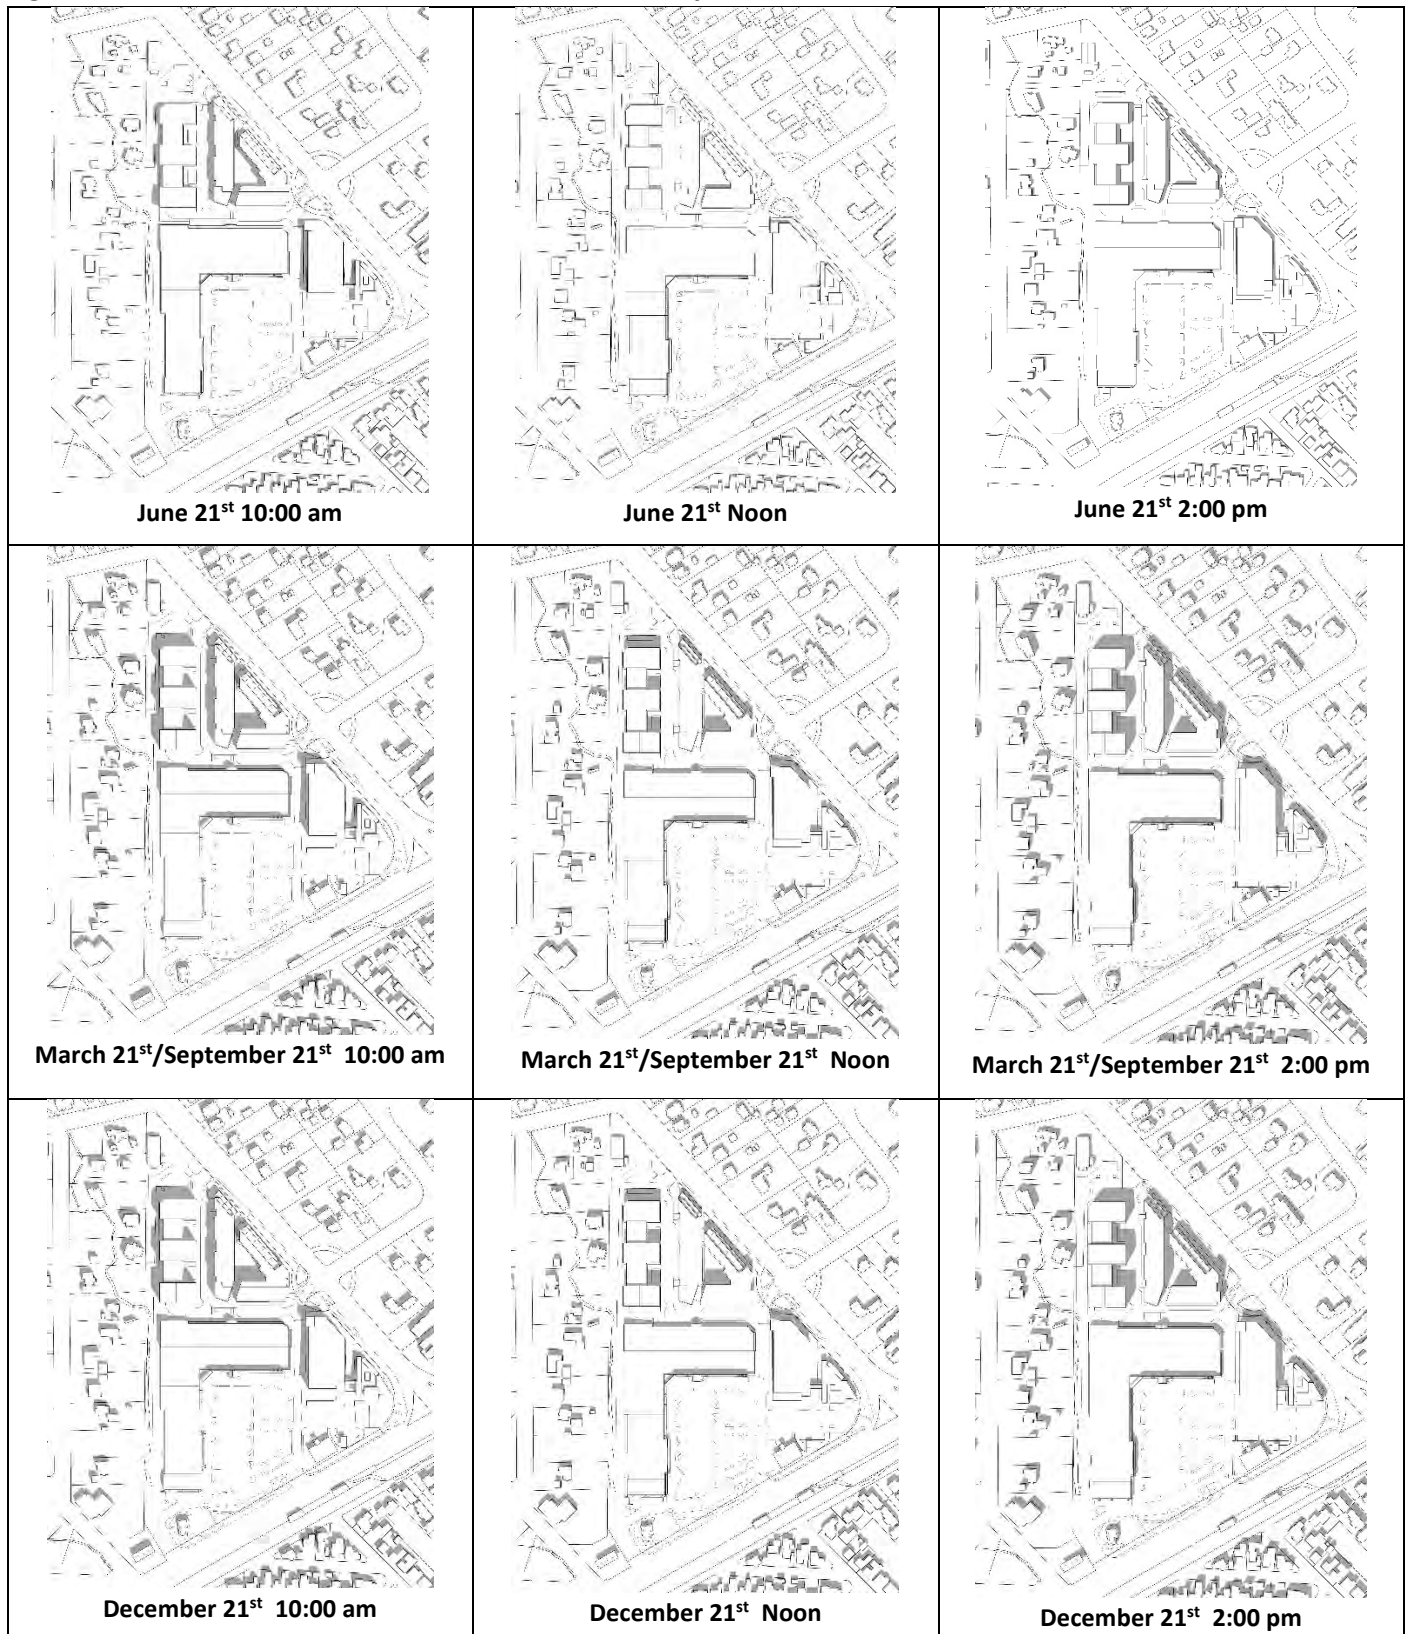 June 21st 10:00 am
June 21st Noon
June 21st 2:00 pm
March 21st/September 21st 10:00 am
March 21st/September 21st Noon
March 21st/September 21st 2:00 pm
December 21st 10:00 am
December 21st Noon
December 21st 2:00 pm